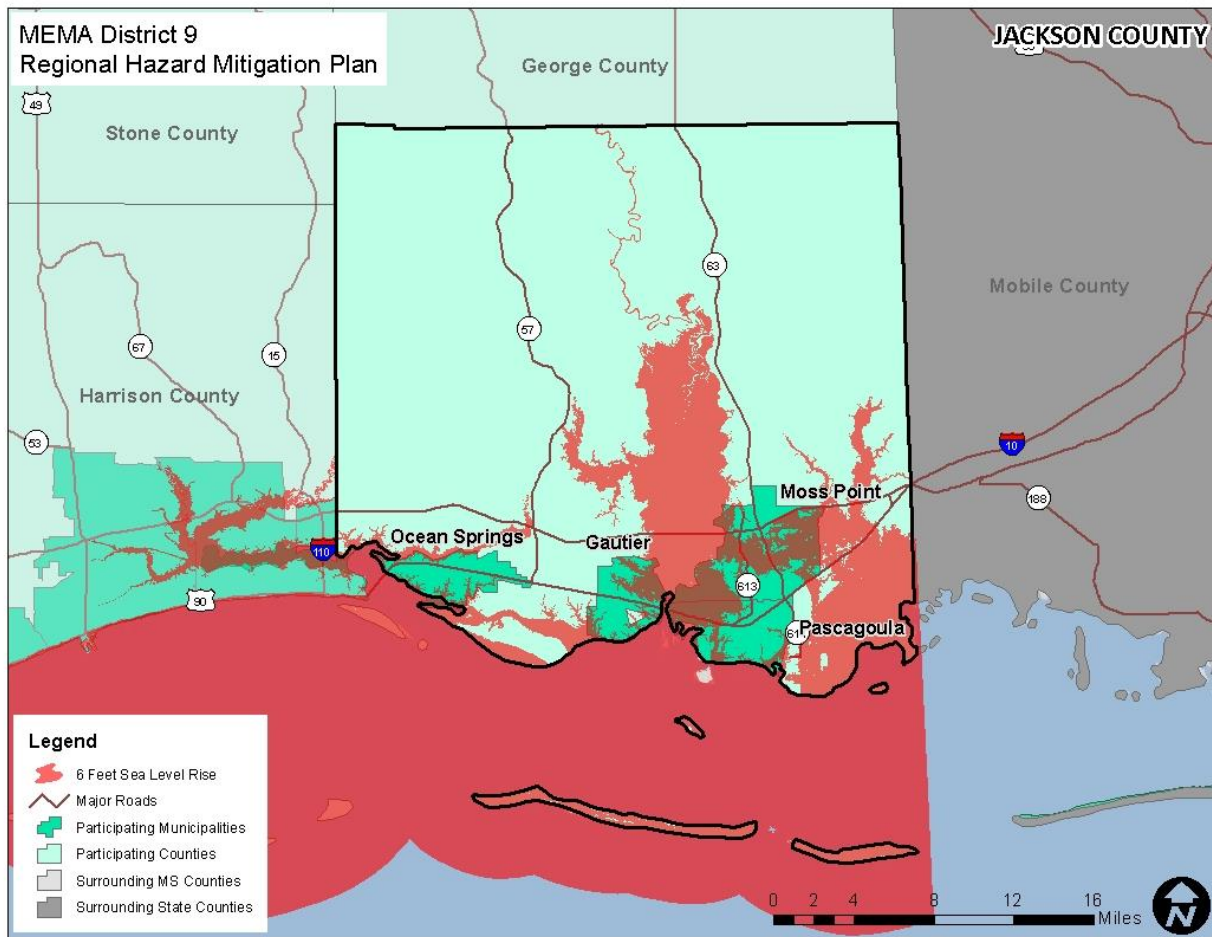 MEMA District 9
Regional Hazard Mitigation Plan
JACKSON COUNTY
George County
49
Stone County
63
Mobile County
57
67
15
Harrison County
53
10
188
Moss Point
Ocean Springs
Gautier
110
613
90
Pascagoula
Legend
6 Feet Sea Level Rise
Major Roads
Participating Municipalities
Participating Counties
Surrounding MS Counties
Surrounding State Counties
0 2 4 8 12 16
Miles
N